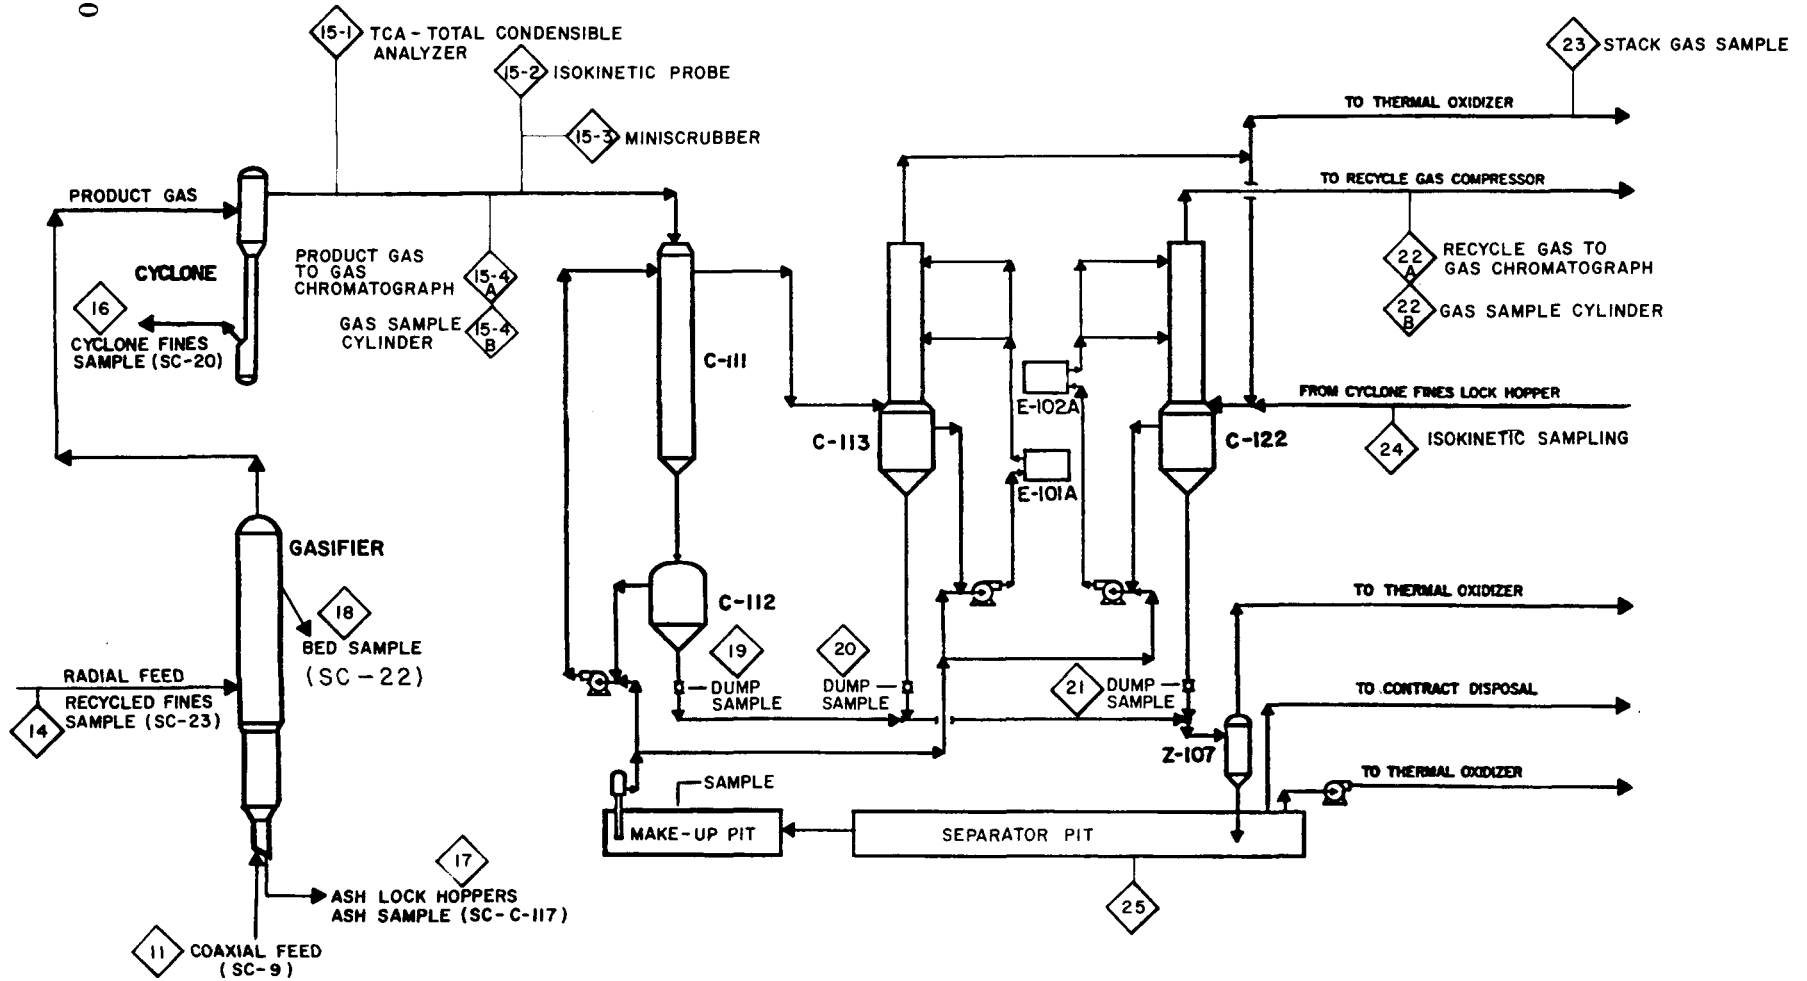 0
15-1
TCA - TOTAL CONDENSIBLE
ANALYZER
15-2
ISOKINETIC PROBE
15-3
MINISCRUBBER
23
STACK GAS SAMPLE
TO THERMAL OXIDIZER
TO RECYCLE GAS COMPRESSOR
PRODUCT GAS
CYCLONE
16
CYCLONE FINES
SAMPLE (SC-20)
PRODUCT GAS
TO GAS
CHROMATOGRAPH
15-4
A
GAS SAMPLE
CYLINDER
15-4
B
22
A
RECYCLE GAS TO
GAS CHROMATOGRAPH
22
B
GAS SAMPLE CYLINDER
C-111
E-102A
FROM CYCLONE FINES LOCK HOPPER
C-113
C-122
24
ISOKINETIC SAMPLING
E-101A
GASIFIER
18
BED SAMPLE
(SC-22)
C-112
19
DUMP
SAMPLE
20
DUMP
SAMPLE
21
DUMP
SAMPLE
TO THERMAL OXIDIZER
RADIAL FEED
RECYCLED FINES
SAMPLE (SC-23)
14
TO CONTRACT DISPOSAL
Z-107
TO THERMAL OXIDIZER
SAMPLE
MAKE-UP PIT
SEPARATOR PIT
17
ASH LOCK HOPPERS
ASH SAMPLE (SC-C-117)
25
11
COAXIAL FEED
(SC-9)